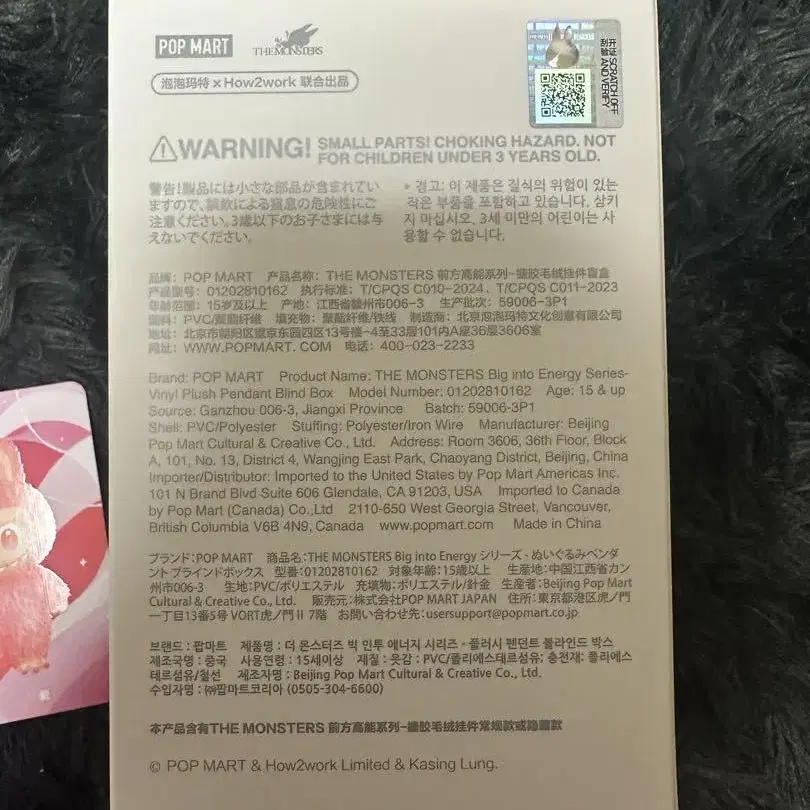 POP MART
THE MONSTERS
泡泡玛特 × How2work 联合出品
刮开验证 SCRATCH OFF
AND VERIFY
WARNING! SMALL PARTS! CHOKING HAZARD. NOT
FOR CHILDREN UNDER 3 YEARS OLD.
警告!製品には小さな部品が含まれてい
ますので、誤飲による窒息の危険性にご
注意ください。3歳以下のお子さまには与
えないでください。
• 경고: 이 제품은 질식의 위험이 있는
작은 부품을 포함하고 있습니다. 삼키
지 마십시오. 3세 미만의 어린이는 사
용할 수 없습니다.
品牌: POP MART 产品名称: THE MONSTERS 前方高能系列-搪胶毛绒挂件盲盒
产品型号: 01202810162 执行标准: T/CPQS C010-2024、T/CPQS C011-2023
年龄范围: 15岁及以上 产地: 江西省赣州市006-3 生产批次: 59006-3P1
面料: PVC/聚酯纤维 填充物: 聚酯纤维/铁线 制造商: 北京泡泡玛特文化创意有限公司
地址: 北京市朝阳区望京东园四区13号楼-4至33层101内A座36层3606室
网址: WWW.POPMART. COM 电话: 400-023-2233
Brand: POP MART Product Name: THE MONSTERS Big into Energy Series-
Vinyl Plush Pendant Blind Box Model Number: 01202810162 Age: 15 & up
Source: Ganzhou 006-3, Jiangxi Province Batch: 59006-3P1
Shell: PVC/Polyester Stuffing: Polyester/Iron Wire Manufacturer: Beijing
Pop Mart Cultural & Creative Co., Ltd. Address: Room 3606, 36th Floor, Block
A, 101, No. 13, District 4, Wangjing East Park, Chaoyang District, Beijing, China
Importer/Distributor: Imported to the United States by Pop Mart Americas Inc.
101 N Brand Blvd Suite 606 Glendale, CA 91203, USA Imported to Canada
by Pop Mart (Canada) Co.,Ltd 2110-650 West Georgia Street, Vancouver,
British Columbia V6B 4N9, Canada www.popmart.com Made in China
ブランド:POP MART 商品名:THE MONSTERS Big into Energy シリーズ - ぬいぐるみペンダ
ント ブラインドボックス 型番:01202810162 対象年齢:15歳以上 生産地:中国江西省カン
州市006-3 生地:PVC/ポリエステル 充填物:ポリエステル/針金 生産者:Beijing Pop Mart
Cultural & Creative Co., Ltd. 販売元:株式会社POP MART JAPAN 住所:東京都港区虎ノ門
一丁目13番5号 VORT虎ノ門Ⅱ 7階 お問い合わせ先:usersupport@popmart.co.jp
브랜드 : 팝마트 제품명 : 더 몬스터즈 빅 인투 에너지 시리즈 - 플러시 펜던트 블라인드 박스
제조국명 : 중국 사용연령 : 15세이상 재질 : 옷감 : PVC/폴리에스테르섬유; 충전재: 폴리에스
테르섬유/철선 제조자명 : Beijing Pop Mart Cultural & Creative Co., Ltd.
수입자명 : ㈜팝마트코리아 (0505-304-6600)
本产品含有THE MONSTERS 前方高能系列-搪胶毛绒挂件常规款或隐藏款
© POP MART & How2work Limited & Kasing Lung.